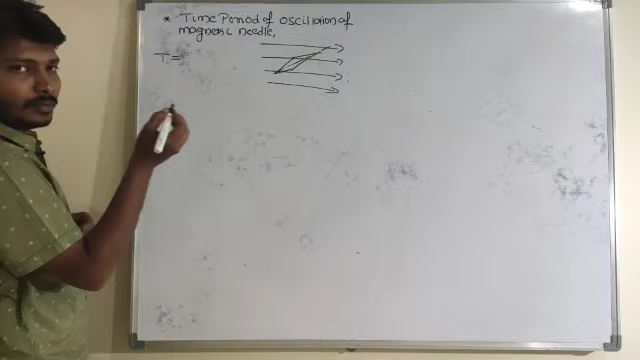 * Time Period of oscillation of
magnetic needle,
T =